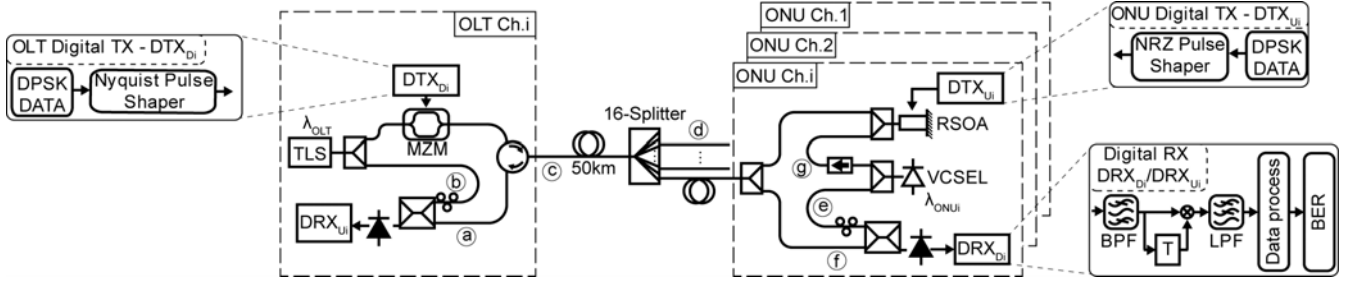 OLT Digital TX - DTX_Di
DPSK
DATA
Nyquist Pulse
Shaper
OLT Ch.i
DTX_Di
λ_OLT
TLS
MZM
b
DRX_Ui
a
c
50km
16-Splitter
d
ONU Ch.1
ONU Ch.2
ONU Ch.i
DTX_Ui
RSOA
g
VCSEL
λ_ONUi
e
f
DRX_Di
ONU Digital TX - DTX_Ui
NRZ Pulse
Shaper
DPSK
DATA
Digital RX
DRX_Di/DRX_Ui
BPF
T
LPF
Data process
BER